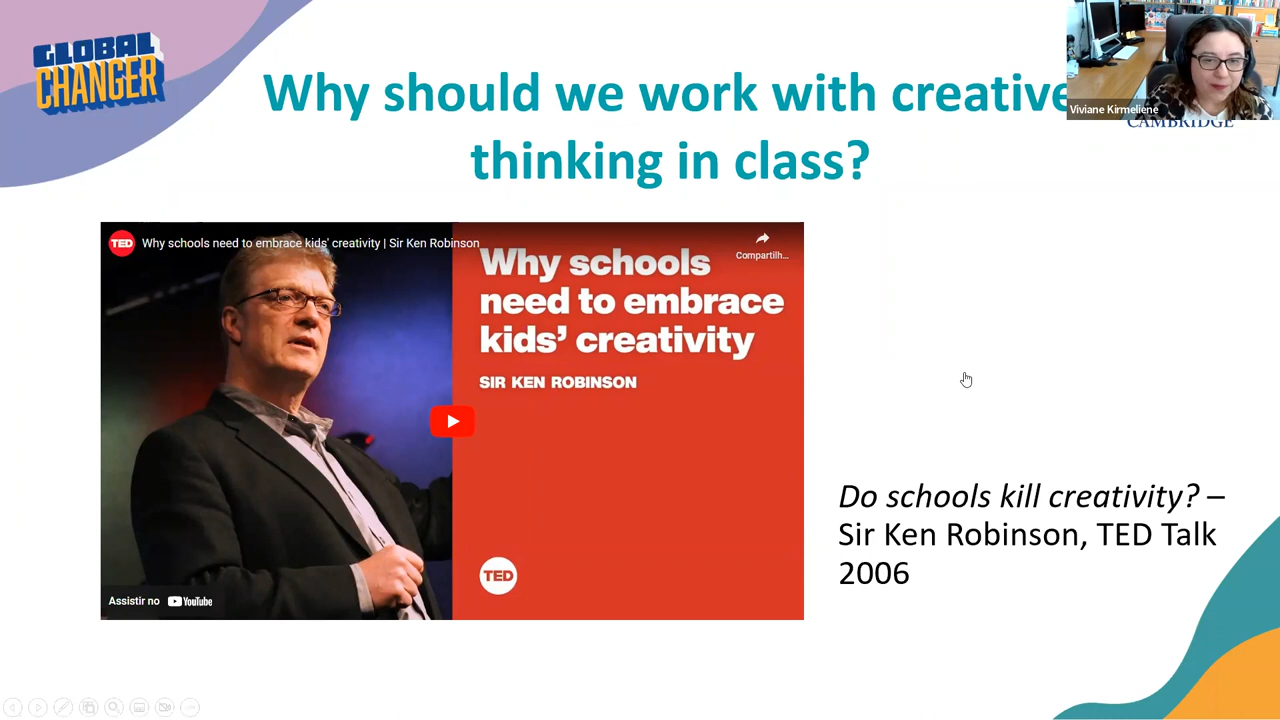 GLOBAL
CHANGER
Why should we work with creative
thinking in class?
Viviane Kirmeliene
CAMBRIDGE
TED
Why schools need to embrace kids' creativity | Sir Ken Robinson
Compartilh...
Why schools
need to embrace
kids' creativity
SIR KEN ROBINSON
TED
Assistir no YouTube
Do schools kill creativity? –
Sir Ken Robinson, TED Talk
2006